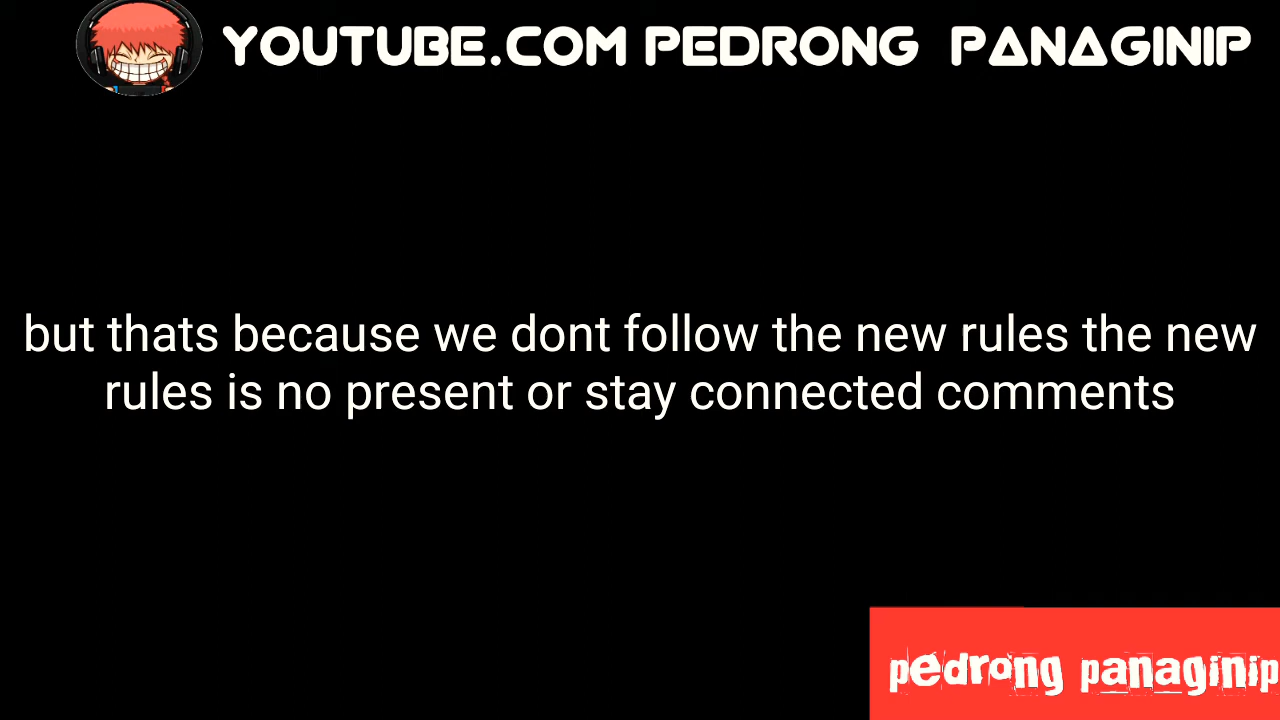 YOUTUBE.COM PEDRONG PANAGINIP
but thats because we dont follow the new rules the new
rules is no present or stay connected comments
pedrong panaginip